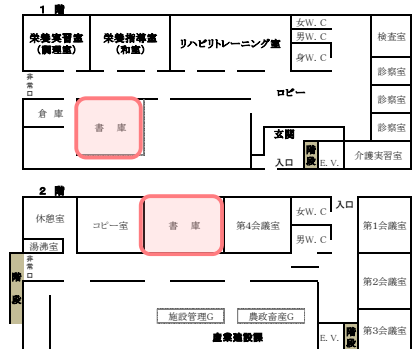 1 階
栄養実習室
(調理室)
栄養指導室
(和室)
リハビリトレーニング室
女W.C
男W.C
身W.C
検査室
診察室
診察室
診察室
非常口
ロビー
倉 庫
書 庫
玄関
入口
階段
E.V.
介護実習室
2 階
休憩室
湯沸室
コピー室
書 庫
第4会議室
女W.C
男W.C
入口
第1会議室
非常口
階段
第2会議室
施設管理G
農政畜産G
産業建設課
E.V.
階段
第3会議室